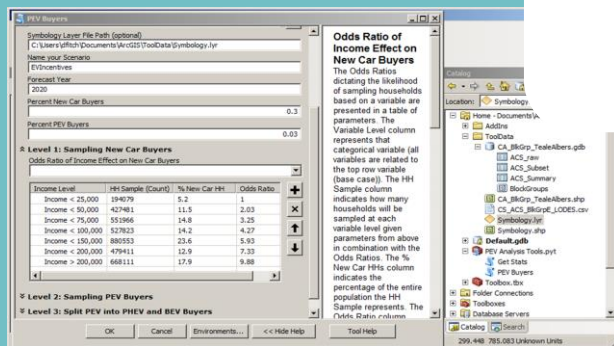 PEV Buyers
Symbology Layer File Path (optional)
C:\Users\dfitch\Documents\ArcGIS\ToolData\Symbology.lyr
Name your Scenario
EVIncentives
Forecast Year
2020
Percent New Car Buyers
0.3
Percent PEV Buyers
0.03
Level 1: Sampling New Car Buyers
Odds Ratio of Income Effect on New Car Buyers
Income Level HH Sample (Count) % New Car HH Odds Ratio
Income < 25,000 194079 5.2 1
Income < 50,000 427481 11.5 2.03
Income < 75,000 551966 14.8 3.25
Income < 100,000 527823 14.2 4.27
Income < 150,000 880553 23.6 5.93
Income < 200,000 479411 12.9 7.33
Income > 200,000 668111 17.9 9.88
Level 2: Sampling PEV Buyers
Level 3: Split PEV into PHEV and BEV Buyers
OK Cancel Environments... << Hide Help Tool Help
Odds Ratio of
Income Effect on
New Car Buyers
The Odds Ratios
dictating the likelihood
of sampling households
based on a variable are
presented in a table of
parameters. The
Variable Level column
represents that
categorical variable (all
variables are related to
the top row variable
(base case)). The HH
Sample column
indicates how many
households will be
sampled at each
variable level given
parameters from above
in combination with the
Odds Ratios. The %
New Car HHs column
indicates the
percentage of the entire
population the HH
Sample represents. The
Odds Ratio column
Catalog
Location: Symbology.
Home - Documents\A
AddIns
ToolData
CA_BlkGrp_TealeAlbers.gdb
ACS_raw
ACS_Subset
ACS_Summary
BlockGroups
CA_BlkGrp_TealeAlbers.shp
CS_ACS_BlkGrpE_LODES.csv
Symbology.lyr
Symbology.shp
Default.gdb
PEV Analysis Tools.pyt
Get Stats
PEV Buyers
Toolbox.tbx
Folder Connections
Toolboxes
Database Servers
Catalog Search
299.448 785.083 Unknown Units